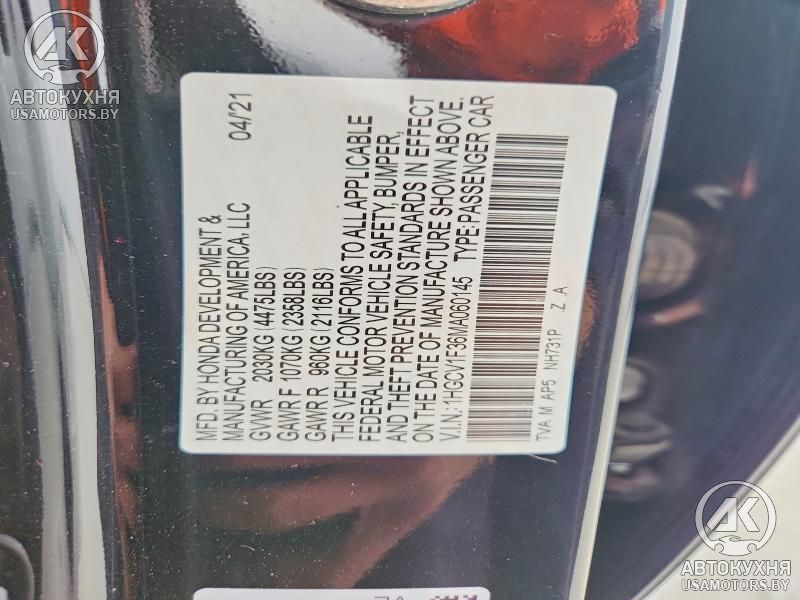 MFD. BY HONDA DEVELOPMENT &
MANUFACTURING OF AMERICA, LLC 04/'21
GVWR 2030KG (4475LBS)
GAWR F 1070KG (2358LBS)
GAWR R 960KG (2116LBS)
THIS VEHICLE CONFORMS TO ALL APPLICABLE
FEDERAL MOTOR VEHICLE SAFETY BUMPER,
AND THEFT PREVENTION STANDARDS IN EFFECT
ON THE DATE OF MANUFACTURE SHOWN ABOVE.
V.I.N.: 1HGCV1F36MA060145 TYPE:PASSENGER CAR
TVA M AP5 NH731P .Z .A
АК
АВТОКУХНЯ
USAMOTORS.BY
АК
АВТОКУХНЯ
USAMOTORS.BY